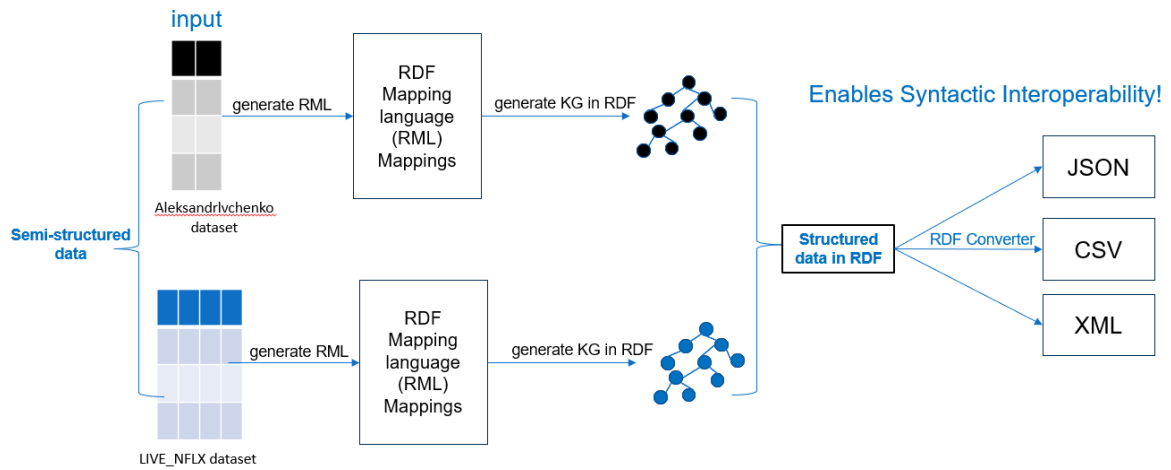 input
generate RML
RDF
Mapping
language
(RML)
Mappings
generate KG in RDF
Enables Syntactic Interoperability!
Aleksandrlvchenko
dataset
Semi-structured
data
Structured
data in RDF
RDF Converter
JSON
CSV
XML
generate RML
RDF
Mapping
language
(RML)
Mappings
generate KG in RDF
LIVE_NFLX dataset